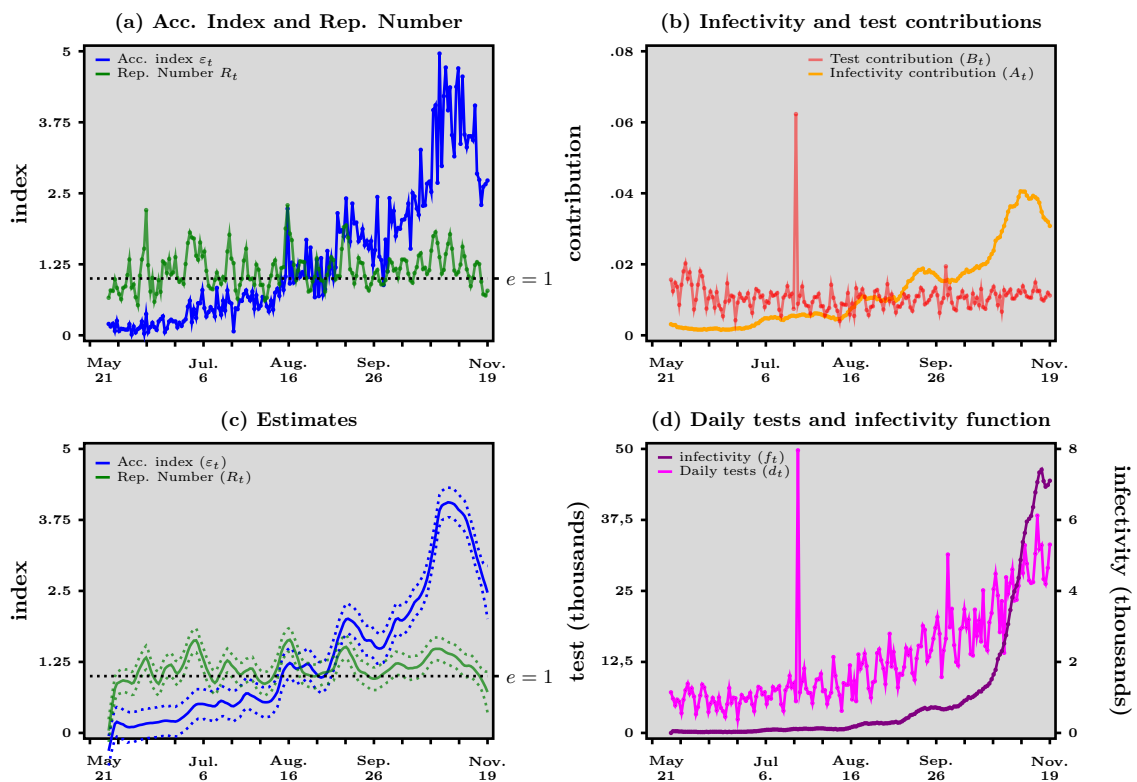 (a) Acc. Index and Rep. Number
Acc. index εt
Rep. Number Rt
index
5
3.75
2.5
1.25
0
e = 1
May 21
Jul. 6
Aug. 16
Sep. 26
Nov. 19
(b) Infectivity and test contributions
Test contribution (Bt)
Infectivity contribution (At)
contribution
.08
.06
.04
.02
0
May 21
Jul. 6
Aug. 16
Sep. 26
Nov. 19
(c) Estimates
Acc. index (εt)
Rep. Number (Rt)
index
5
3.75
2.5
1.25
0
e = 1
May 21
Jul. 6
Aug. 16
Sep. 26
Nov. 19
(d) Daily tests and infectivity function
infectivity (ft)
Daily tests (dt)
test (thousands)
50
37,5
25
12,5
0
infectivity (thousands)
8
6
4
2
0
May 21
Jul 6.
Aug. 16
Sep. 26
Nov. 19